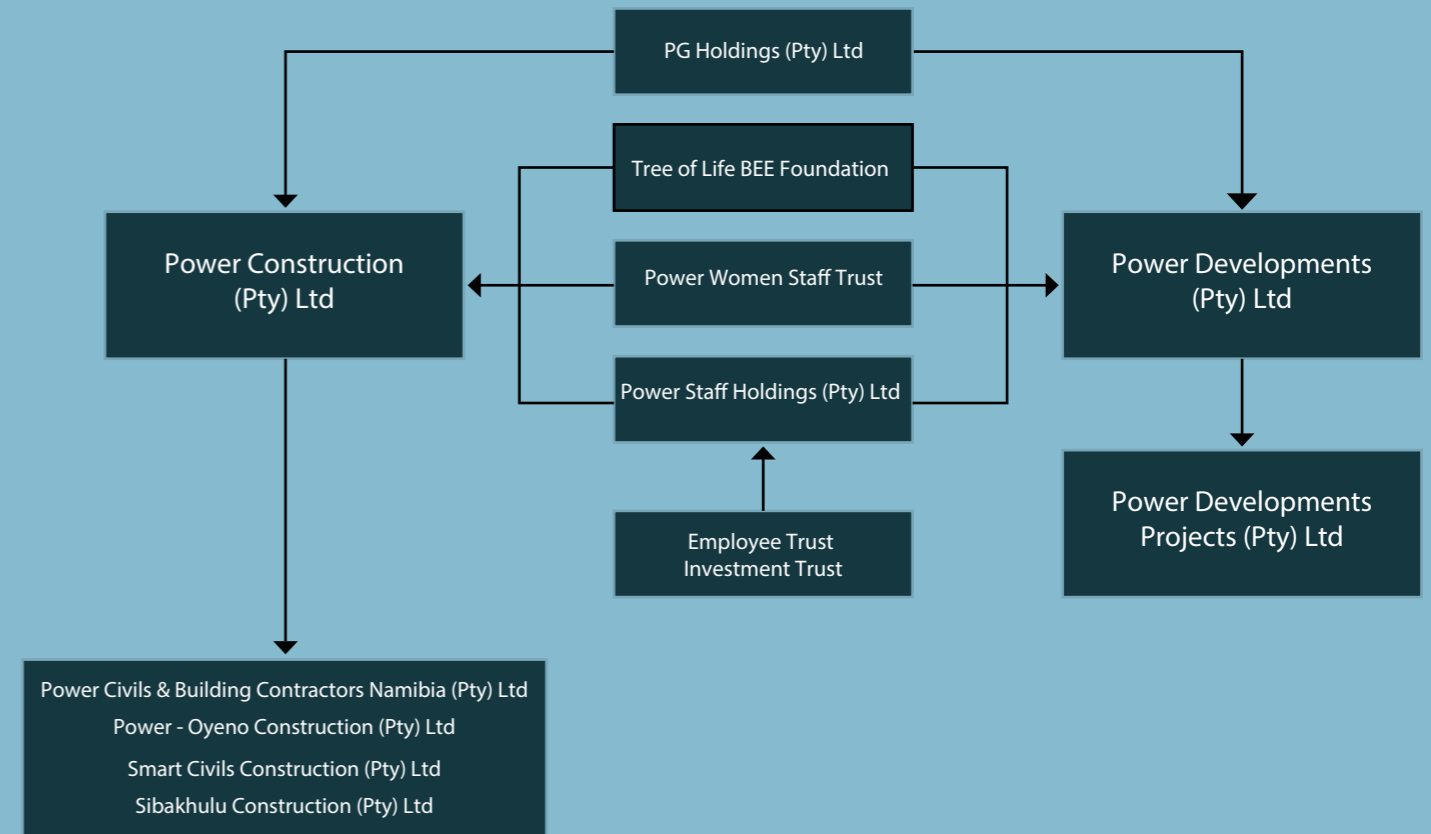 PG Holdings (Pty) Ltd
Tree of Life BEE Foundation
Power Construction
(Pty) Ltd
Power Women Staff Trust
Power Developments
(Pty) Ltd
Power Staff Holdings (Pty) Ltd
Employee Trust
Investment Trust
Power Developments
Projects (Pty) Ltd
Power Civils & Building Contractors Namibia (Pty) Ltd
Power - Oyeno Construction (Pty) Ltd
Smart Civils Construction (Pty) Ltd
Sibakhulu Construction (Pty) Ltd